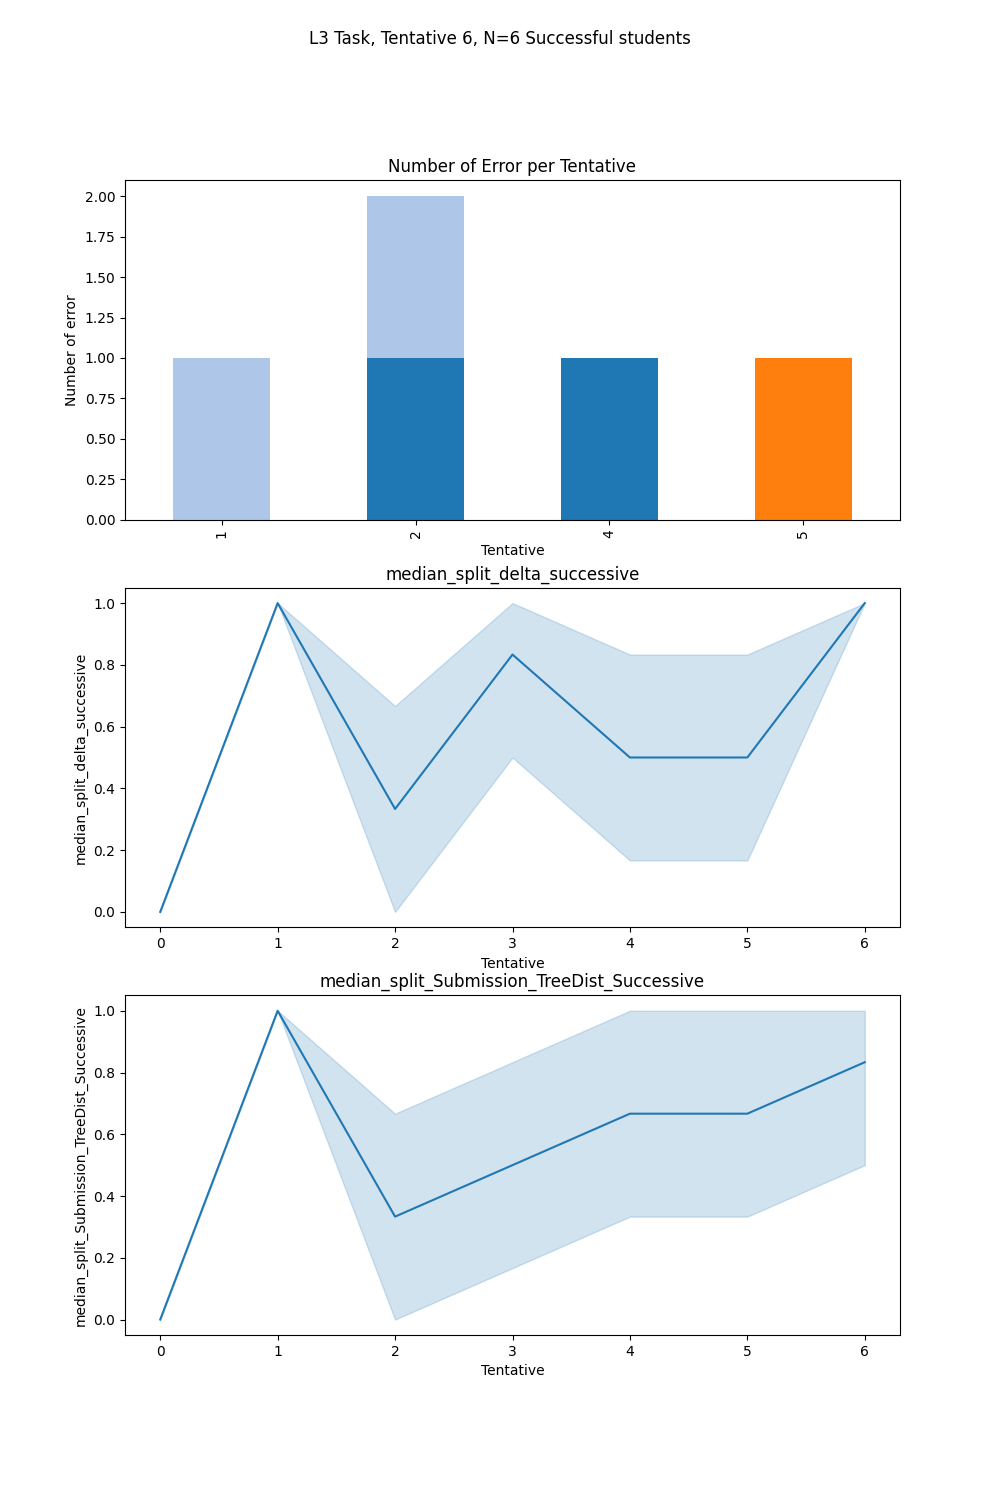 L3 Task, Tentative 6, N=6 Successful students
Number of Error per Tentative
Number of error
2.00
1.75
1.50
1.25
1.00
0.75
0.50
0.25
0.00
1
2
4
5
Tentative
median_split_delta_successive
median_split_delta_successive
1.0
0.8
0.6
0.4
0.2
0.0
0 1 2 3 4 5 6
Tentative
median_split_Submission_TreeDist_Successive
median_split_Submission_TreeDist_Successive
1.0
0.8
0.6
0.4
0.2
0.0
0 1 2 3 4 5 6
Tentative